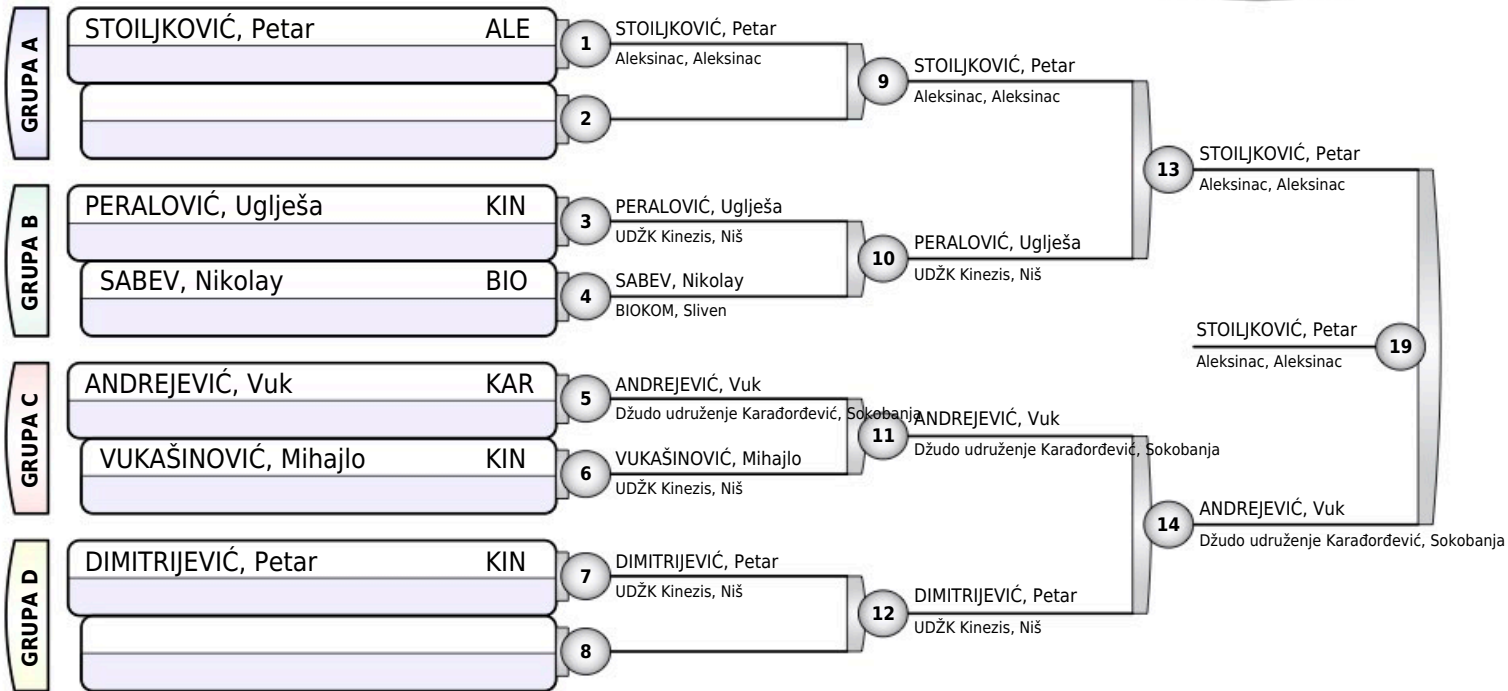 GRUPA A
STOILJKOVIĆ, Petar ALE
1
STOILJKOVIĆ, Petar
Aleksinac, Aleksinac
2
9
STOILJKOVIĆ, Petar
Aleksinac, Aleksinac
13
STOILJKOVIĆ, Petar
Aleksinac, Aleksinac
GRUPA B
PERALOVIĆ, Uglješa KIN
3
PERALOVIĆ, Uglješa
UDŽK Kinezis, Niš
SABEV, Nikolay BIO
4
SABEV, Nikolay
BIOKOM, Sliven
10
PERALOVIĆ, Uglješa
UDŽK Kinezis, Niš
STOILJKOVIĆ, Petar
Aleksinac, Aleksinac
19
GRUPA C
ANDREJEVIĆ, Vuk KAR
5
ANDREJEVIĆ, Vuk
Džudo udruženje Karađorđević, Sokobanja
VUKAŠINOVIĆ, Mihajlo KIN
6
VUKAŠINOVIĆ, Mihajlo
UDŽK Kinezis, Niš
11
ANDREJEVIĆ, Vuk
Džudo udruženje Karađorđević, Sokobanja
14
ANDREJEVIĆ, Vuk
Džudo udruženje Karađorđević, Sokobanja
GRUPA D
DIMITRIJEVIĆ, Petar KIN
7
DIMITRIJEVIĆ, Petar
UDŽK Kinezis, Niš
8
12
DIMITRIJEVIĆ, Petar
UDŽK Kinezis, Niš